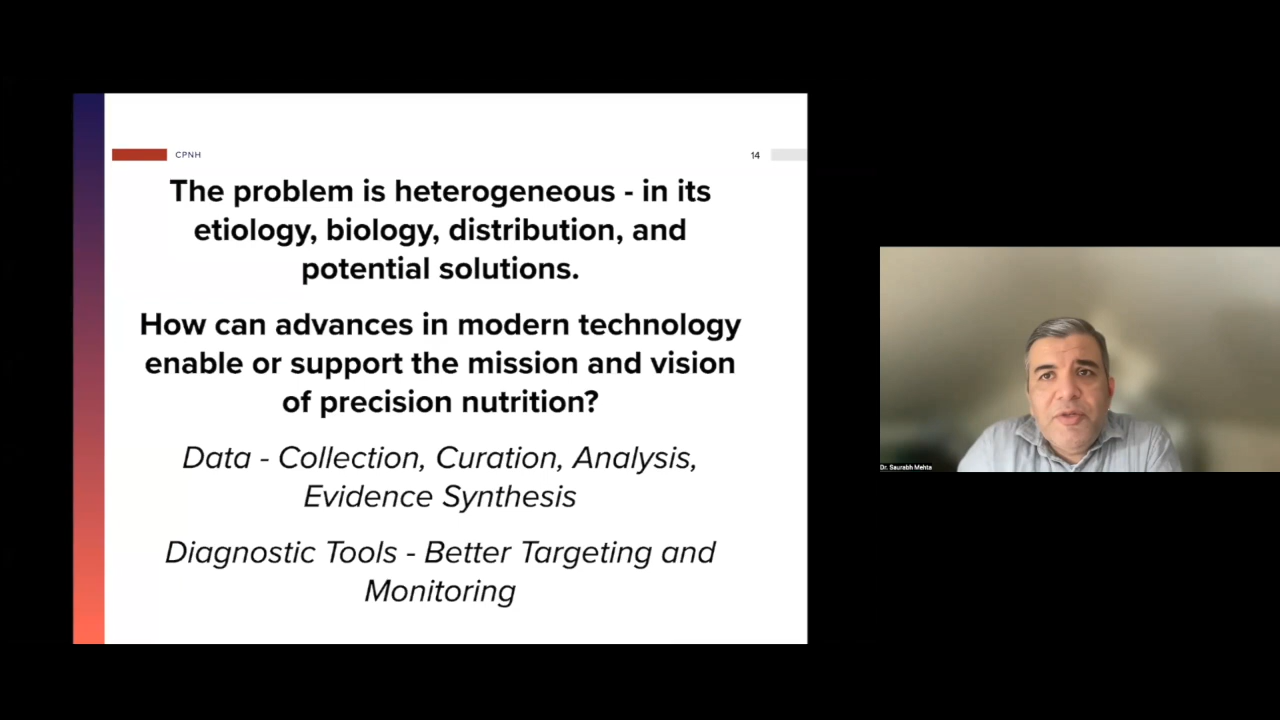 CPNH
14
The problem is heterogeneous - in its
etiology, biology, distribution, and
potential solutions.
How can advances in modern technology
enable or support the mission and vision
of precision nutrition?
Data - Collection, Curation, Analysis,
Evidence Synthesis
Diagnostic Tools - Better Targeting and
Monitoring
Dr. Saurabh Mehta